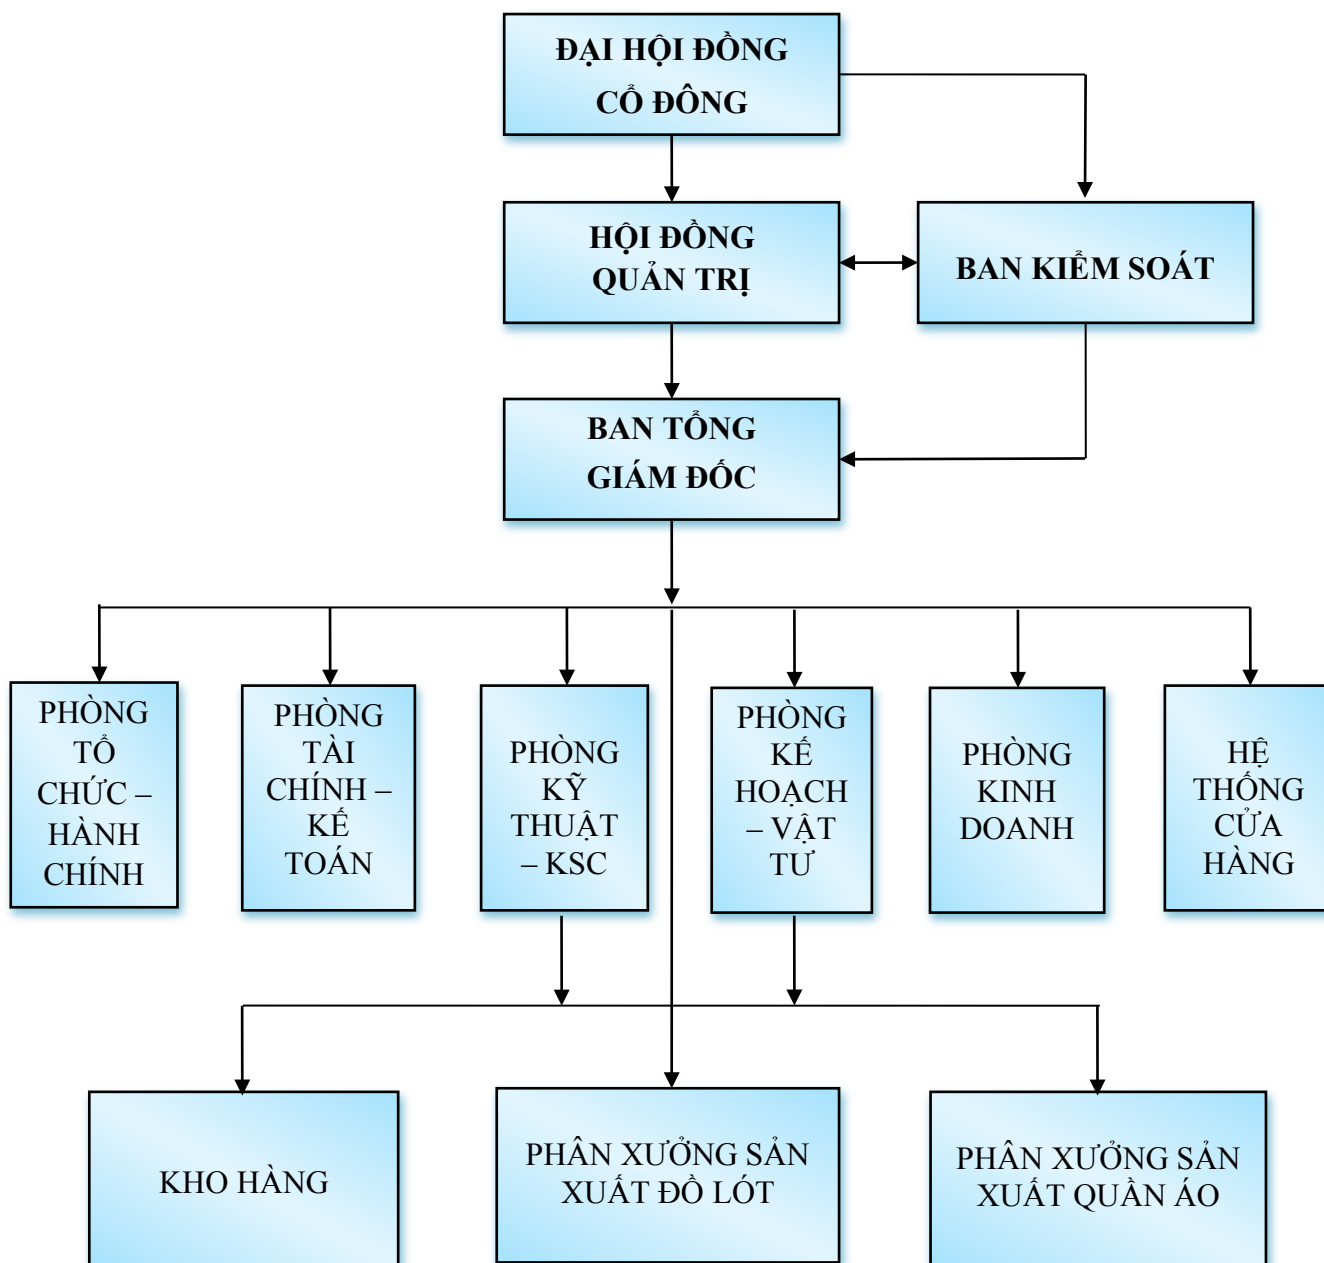 ĐẠI HỘI ĐỒNG
CỔ ĐÔNG
HỘI ĐỒNG
QUẢN TRỊ
BAN KIỂM SOÁT
BAN TỔNG
GIÁM ĐỐC
PHÒNG
TỔ
CHỨC –
HÀNH
CHÍNH
PHÒNG
TÀI
CHÍNH –
KẾ
TOÁN
PHÒNG
KỸ
THUẬT
– KSC
PHÒNG
KẾ
HOẠCH
– VẬT
TƯ
PHÒNG
KINH
DOANH
HỆ
THỐNG
CỬA
HÀNG
KHO HÀNG
PHÂN XƯỞNG SẢN
XUẤT ĐỒ LÓT
PHÂN XƯỞNG SẢN
XUẤT QUẦN ÁO